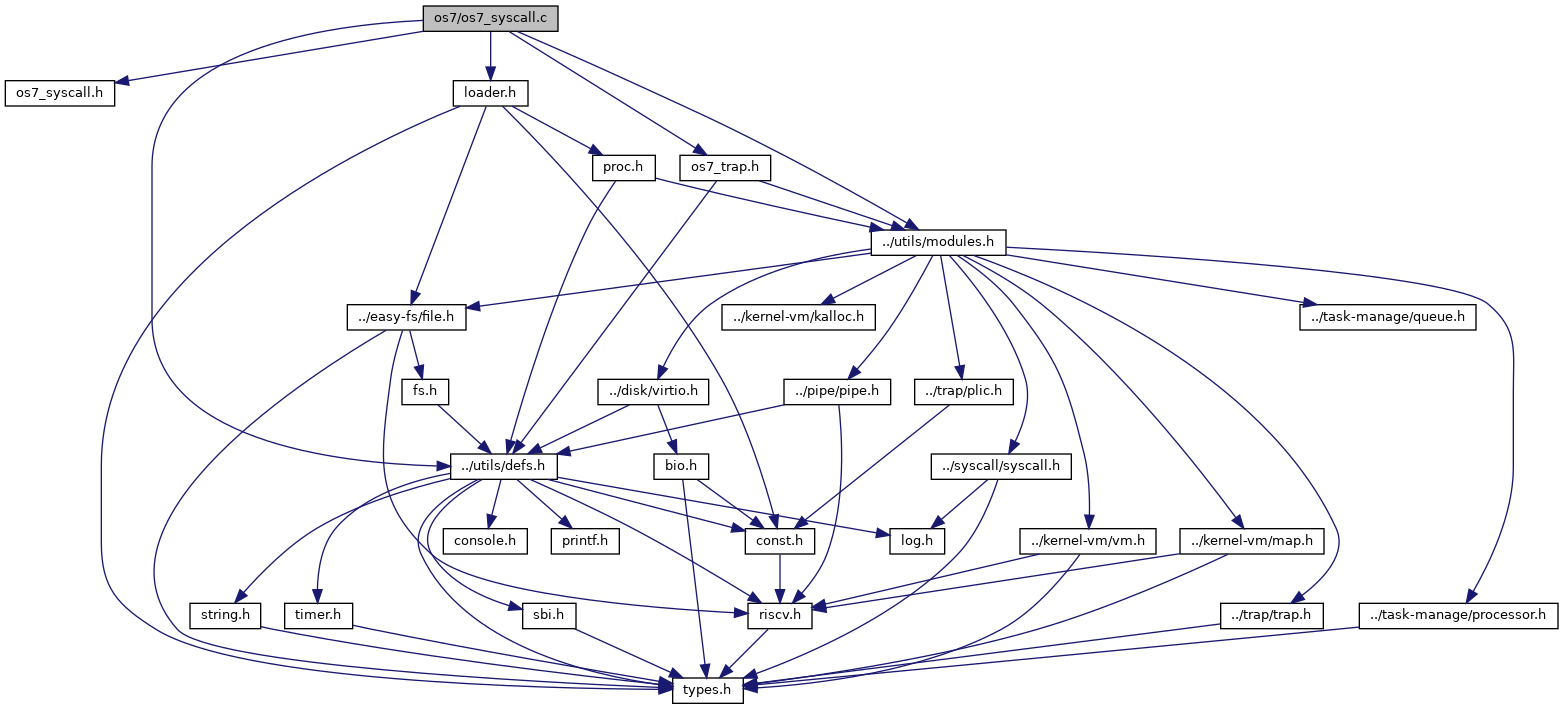 os7/os7_syscall.c
os7_syscall.h
loader.h
proc.h
os7_trap.h
../utils/modules.h
../easy-fs/file.h
../kernel-vm/kalloc.h
../task-manage/queue.h
fs.h
../disk/virtio.h
../pipe/pipe.h
../trap/plic.h
../utils/defs.h
bio.h
../syscall/syscall.h
console.h
printf.h
const.h
log.h
../kernel-vm/vm.h
../kernel-vm/map.h
string.h
timer.h
sbi.h
riscv.h
../trap/trap.h
../task-manage/processor.h
types.h